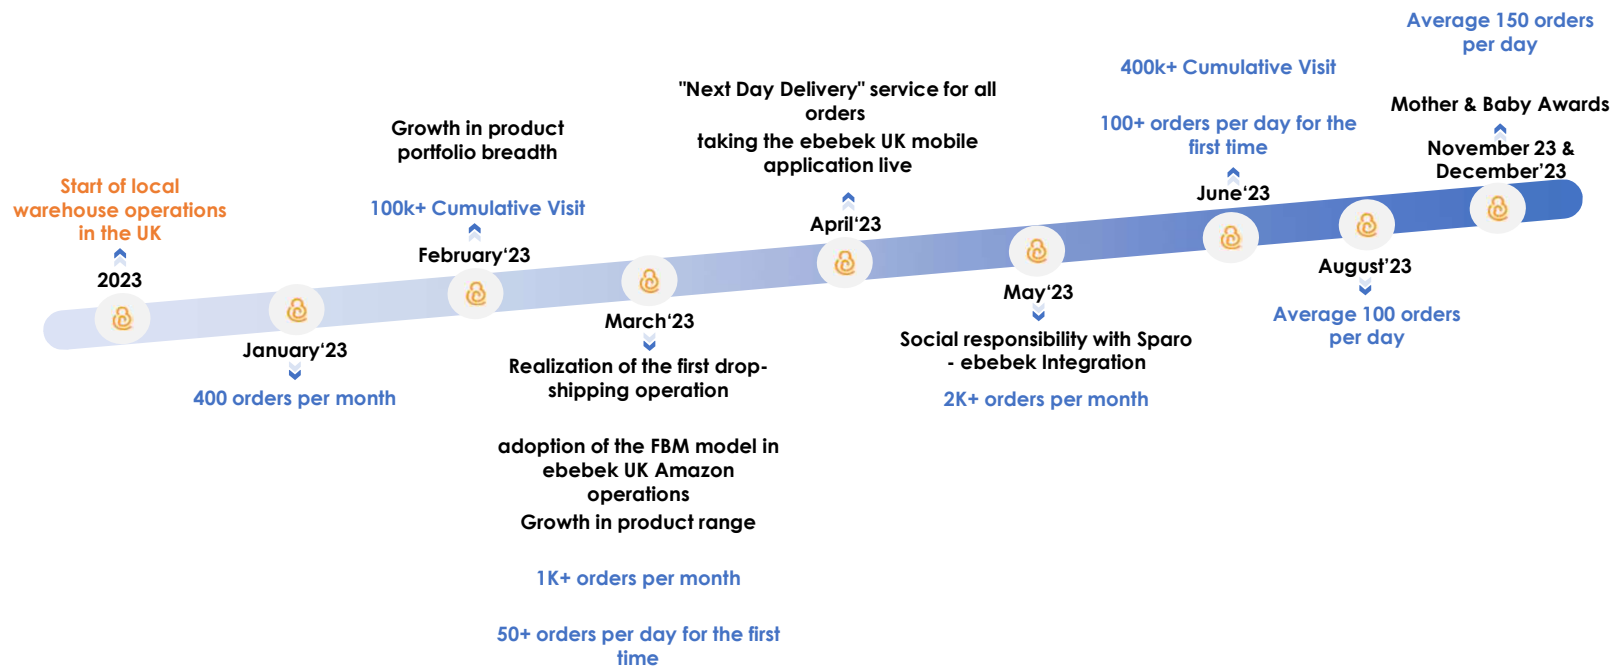 Start of local
warehouse operations
in the UK
2023
January‘23
400 orders per month
Growth in product
portfolio breadth
100k+ Cumulative Visit
February‘23
March‘23
Realization of the first drop-
shipping operation
adoption of the FBM model in
ebebek UK Amazon
operations
Growth in product range
1K+ orders per month
50+ orders per day for the first
time
"Next Day Delivery" service for all
orders
taking the ebebek UK mobile
application live
April‘23
May‘23
Social responsibility with Sparo
- ebebek Integration
2K+ orders per month
400k+ Cumulative Visit
100+ orders per day for the
first time
June‘23
August’23
Average 100 orders
per day
Average 150 orders
per day
Mother & Baby Awards
November 23 &
December’23